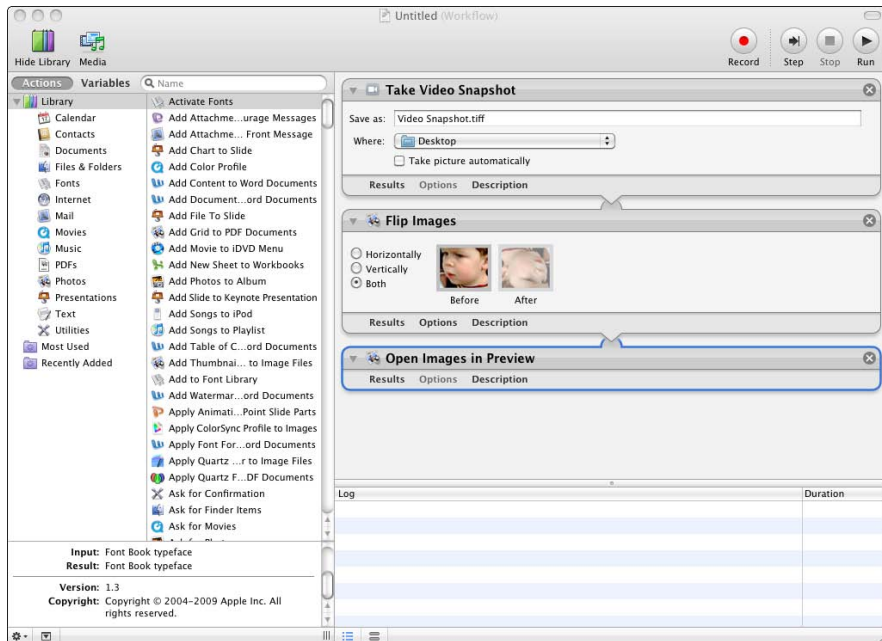 Untitled (Workflow)
Hide Library Media
Record Step Stop Run
Actions Variables Name
Library
Calendar
Contacts
Documents
Files & Folders
Fonts
Internet
Mail
Movies
Music
PDFs
Photos
Presentations
Text
Utilities
Most Used
Recently Added
Activate Fonts
Add Attachme...urage Messages
Add Attachme... Front Message
Add Chart to Slide
Add Color Profile
Add Content to Word Documents
Add Document...ord Documents
Add File To Slide
Add Grid to PDF Documents
Add Movie to iDVD Menu
Add New Sheet to Workbooks
Add Photos to Album
Add Slide to Keynote Presentation
Add Songs to iPod
Add Songs to Playlist
Add Table of C...ord Documents
Add Thumbnai... to Image Files
Add to Font Library
Add Watermar...ord Documents
Apply Animati...Point Slide Parts
Apply ColorSync Profile to Images
Apply Font For...ord Documents
Apply Quartz ...r to Image Files
Apply Quartz F...DF Documents
Ask for Confirmation
Ask for Finder Items
Ask for Movies
Input: Font Book typeface
Result: Font Book typeface
Version: 1.3
Copyright: Copyright © 2004-2009 Apple Inc. All
rights reserved.
Take Video Snapshot
Save as: Video Snapshot.tiff
Where: Desktop
Take picture automatically
Results Options Description
Flip Images
Horizontally
Vertically
Both
Before After
Results Options Description
Open Images in Preview
Results Options Description
Log Duration